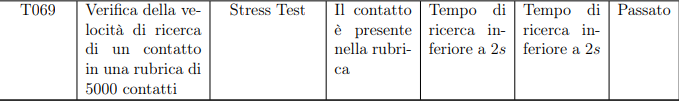 T069
Verifica della ve-
locità di ricerca
di un contatto
in una rubrica di
5000 contatti
Stress Test
Il contatto
è presente
nella rubri-
ca
Tempo di
ricerca in-
feriore a 2s
Tempo di
ricerca in-
feriore a 2s
Passato